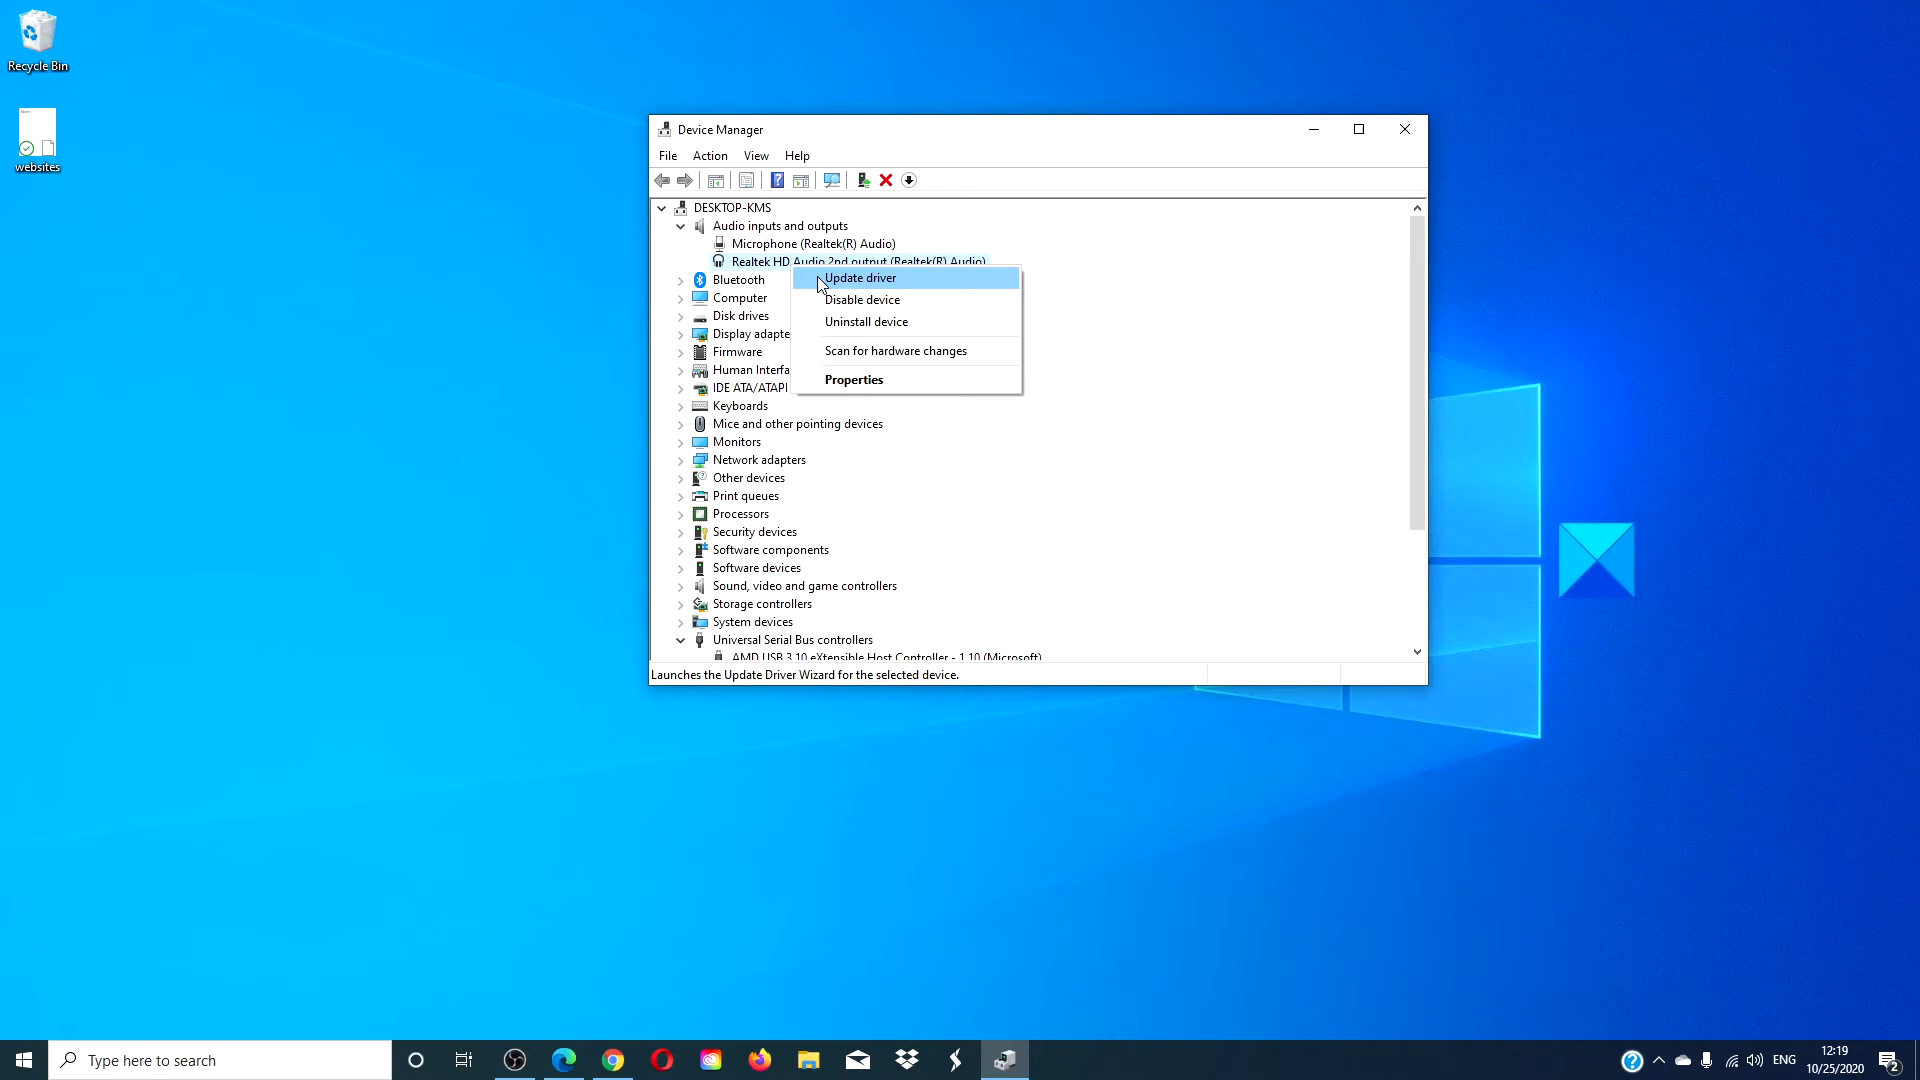 Recycle Bin
websites
Device Manager
File Action View Help
DESKTOP-KMS
Audio inputs and outputs
Microphone (Realtek(R) Audio)
Realtek HD Audio 2nd output (Realtek(R) Audio)
Bluetooth
Computer
Disk drives
Display adapte
Firmware
Human Interfa
IDE ATA/ATAPI
Keyboards
Mice and other pointing devices
Monitors
Network adapters
Other devices
Print queues
Processors
Security devices
Software components
Software devices
Sound, video and game controllers
Storage controllers
System devices
Universal Serial Bus controllers
AMD USB 3.10 eXtensible Host Controller - 1.10 (Microsoft)
Update driver
Disable device
Uninstall device
Scan for hardware changes
Properties
Launches the Update Driver Wizard for the selected device.
Type here to search
ENG
12:19
10/25/2020
2